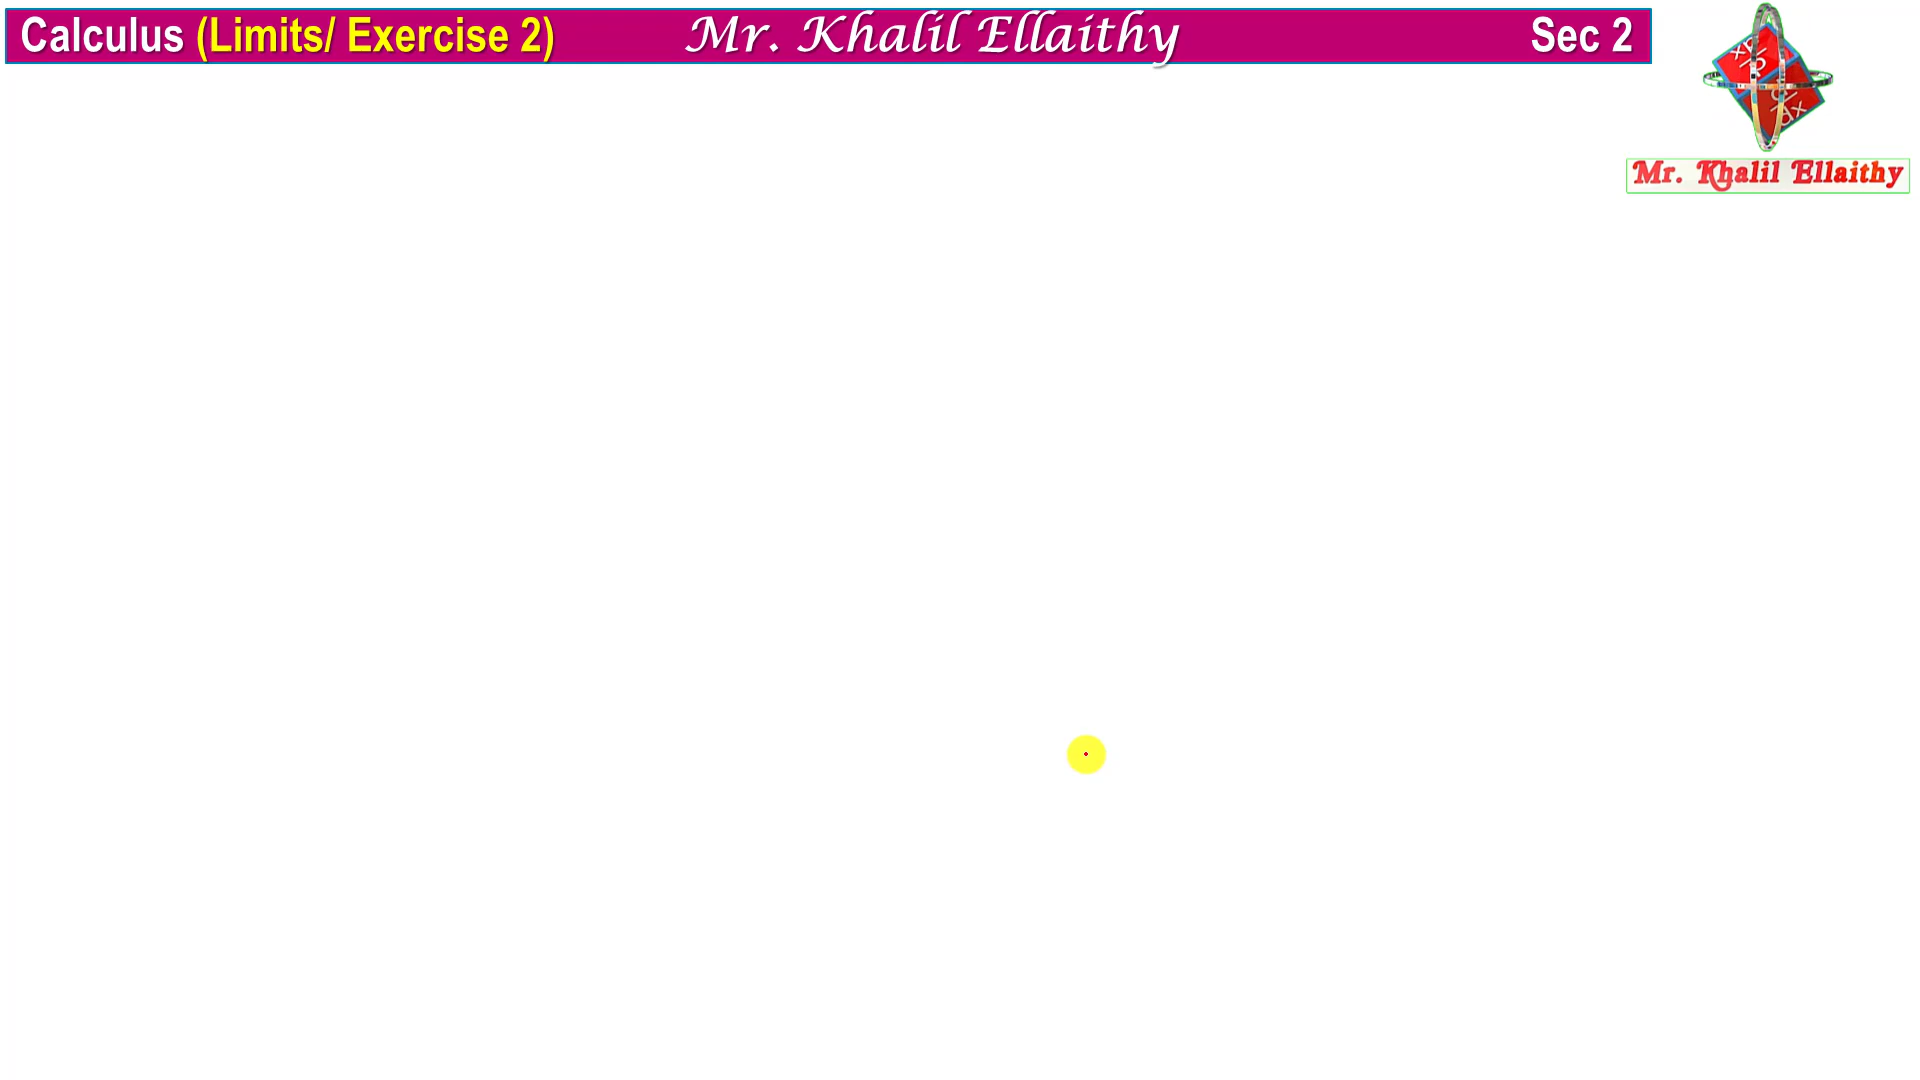 Calculus (Limits/ Exercise 2) Mr. Khalil Ellaithy Sec 2
Mr. Khalil Ellaithy